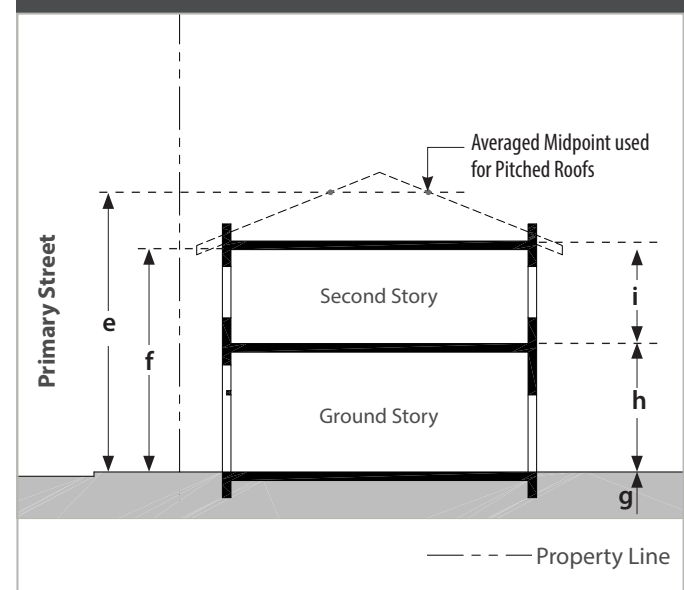 Averaged Midpoint used
for Pitched Roofs
Primary Street
e
f
Second Story
i
Ground Story
h
g
Property Line